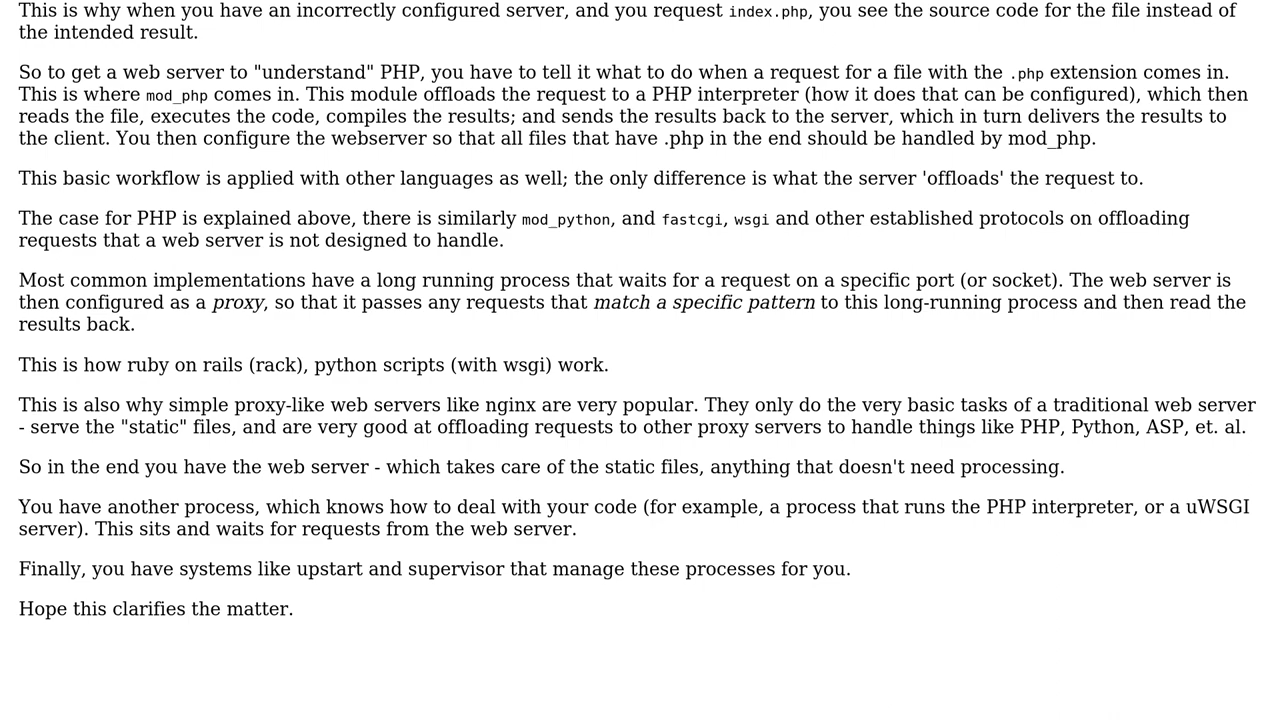 This is why when you have an incorrectly configured server, and you request index.php, you see the source code for the file instead of
the intended result.
So to get a web server to "understand" PHP, you have to tell it what to do when a request for a file with the .php extension comes in.
This is where mod_php comes in. This module offloads the request to a PHP interpreter (how it does that can be configured), which then
reads the file, executes the code, compiles the results; and sends the results back to the server, which in turn delivers the results to
the client. You then configure the webserver so that all files that have .php in the end should be handled by mod_php.
This basic workflow is applied with other languages as well; the only difference is what the server 'offloads' the request to.
The case for PHP is explained above, there is similarly mod_python, and fastcgi, wsgi and other established protocols on offloading
requests that a web server is not designed to handle.
Most common implementations have a long running process that waits for a request on a specific port (or socket). The web server is
then configured as a proxy, so that it passes any requests that match a specific pattern to this long-running process and then read the
results back.
This is how ruby on rails (rack), python scripts (with wsgi) work.
This is also why simple proxy-like web servers like nginx are very popular. They only do the very basic tasks of a traditional web server
- serve the "static" files, and are very good at offloading requests to other proxy servers to handle things like PHP, Python, ASP, et. al.
So in the end you have the web server - which takes care of the static files, anything that doesn't need processing.
You have another process, which knows how to deal with your code (for example, a process that runs the PHP interpreter, or a uWSGI
server). This sits and waits for requests from the web server.
Finally, you have systems like upstart and supervisor that manage these processes for you.
Hope this clarifies the matter.